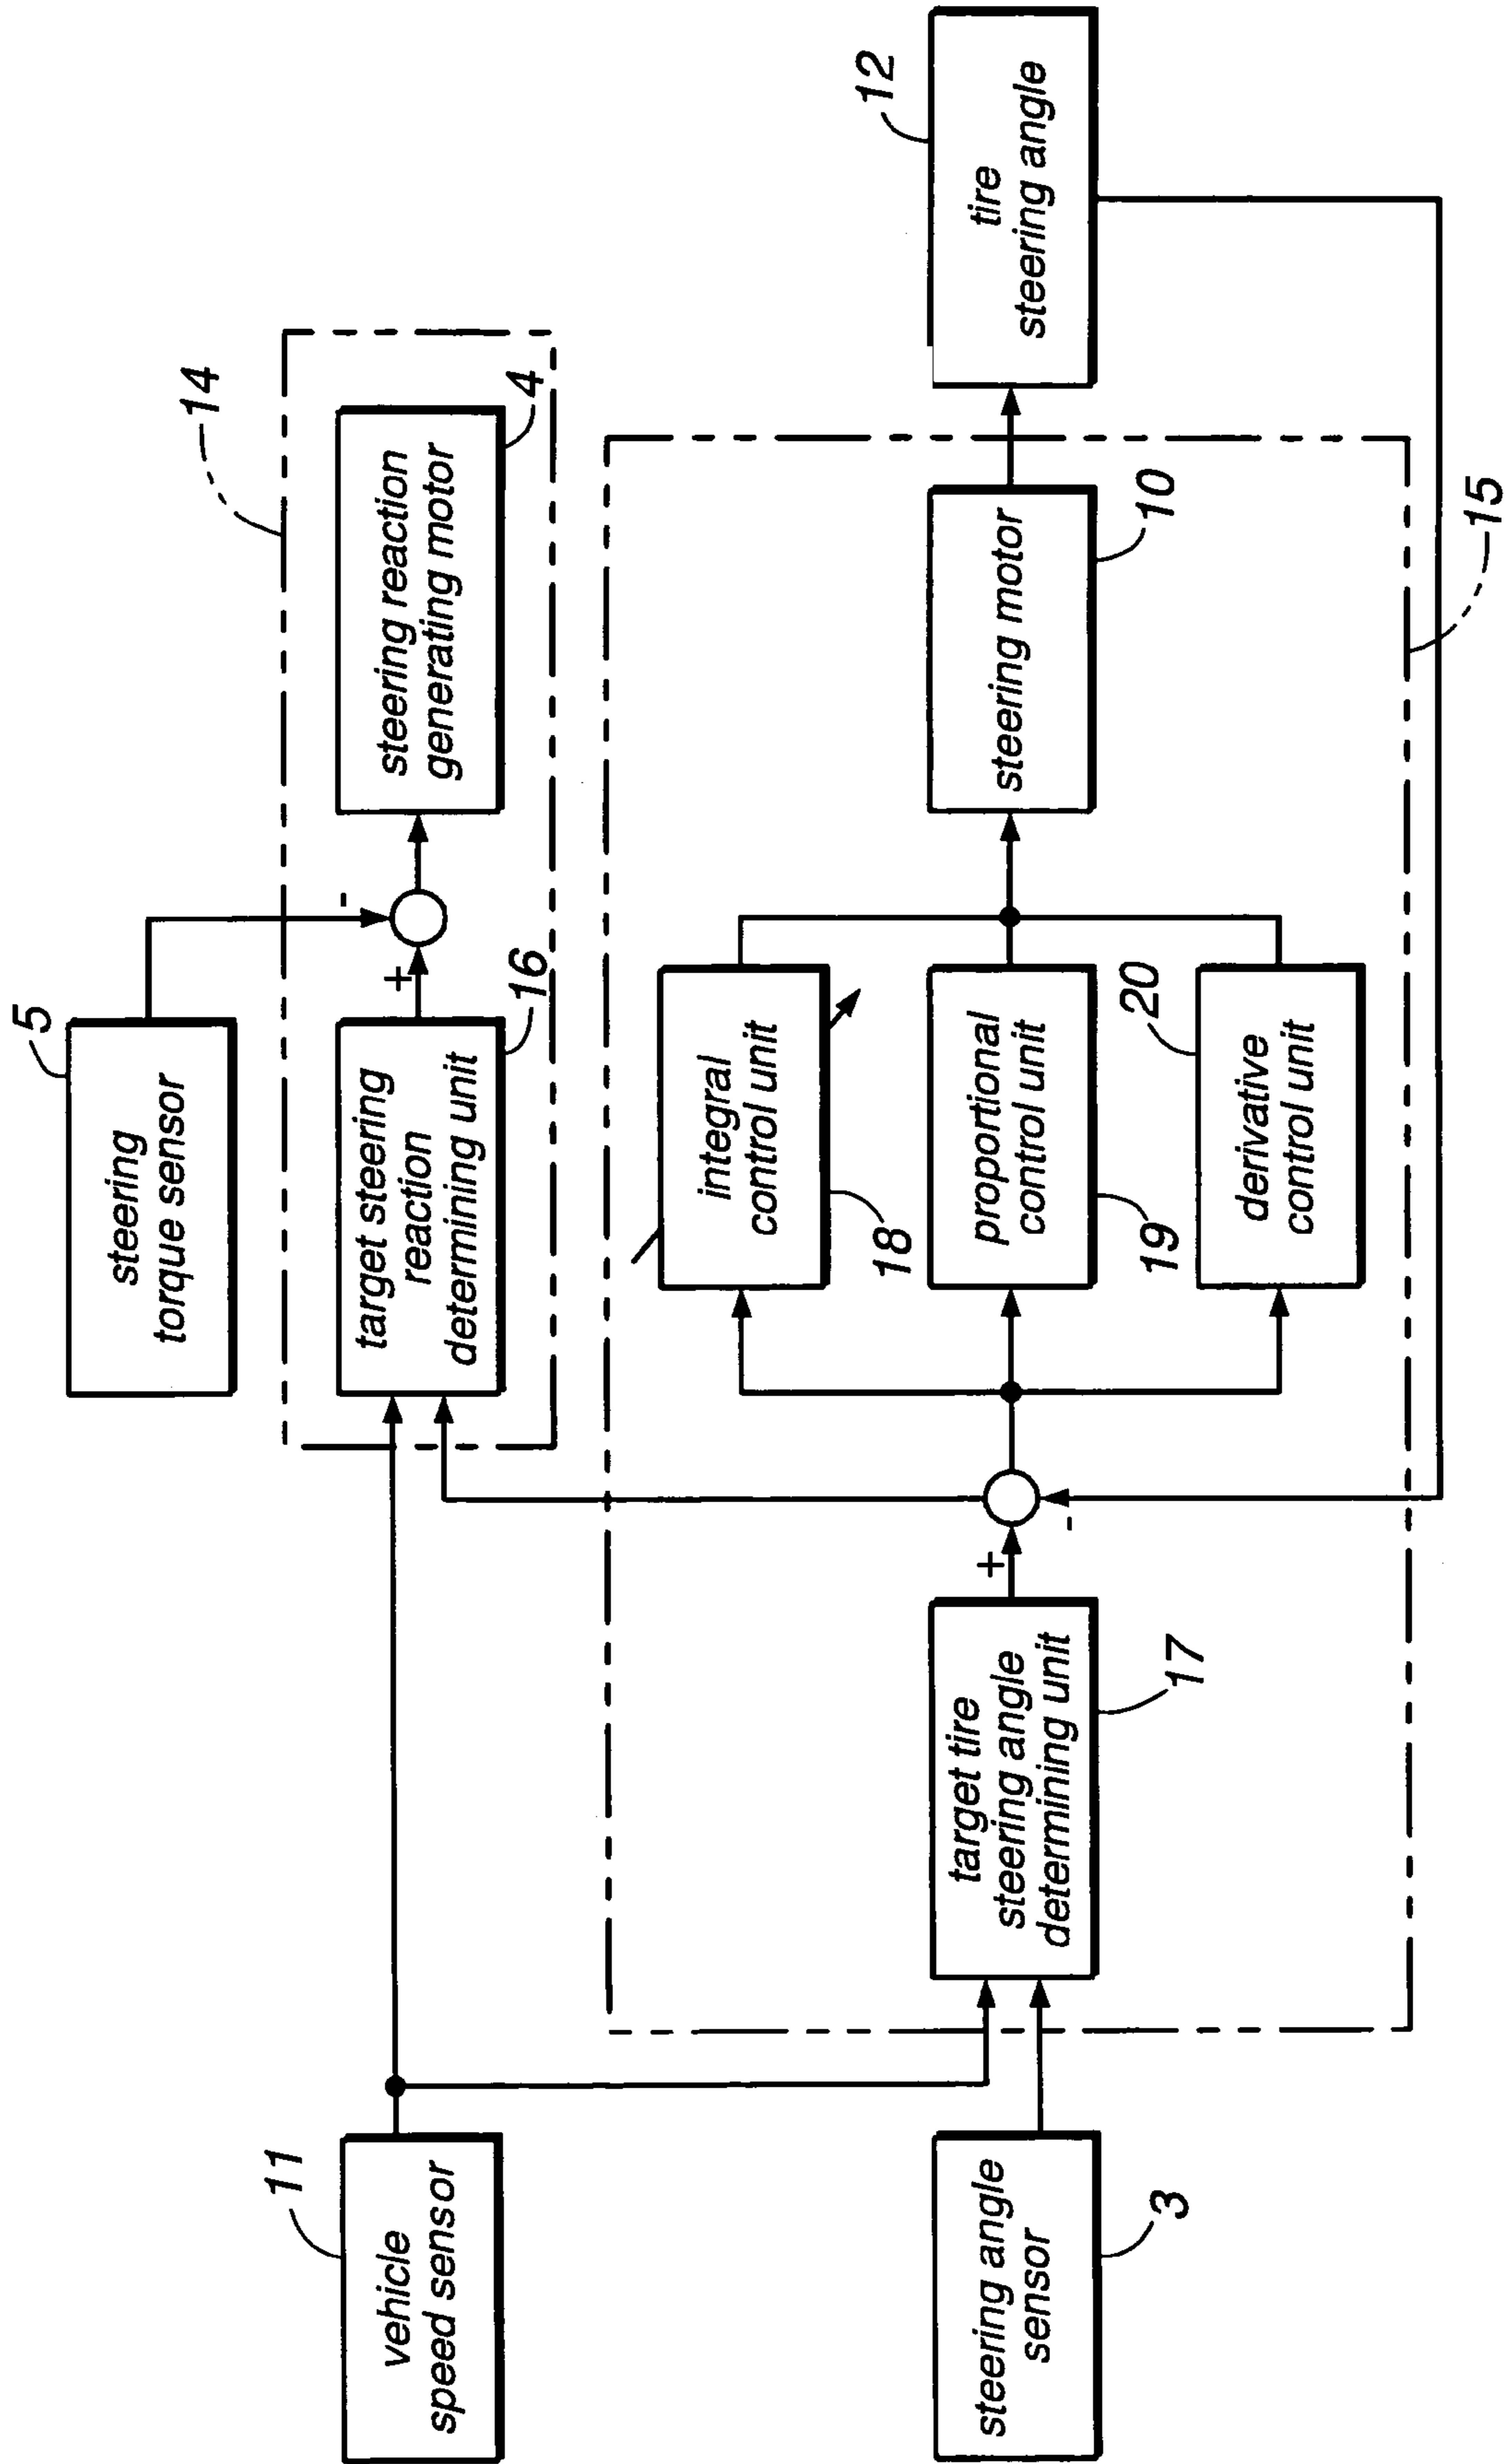 5
steering
torque sensor
14
target steering
reaction
determining unit
16
+
-
steering reaction
generating motor
4
11
vehicle
speed sensor
steering angle
sensor
3
target tire
steering angle
determining unit
17
+
-
integral
control unit
18
proportional
control unit
19
20
derivative
control unit
steering motor
10
12
tire
steering angle
15